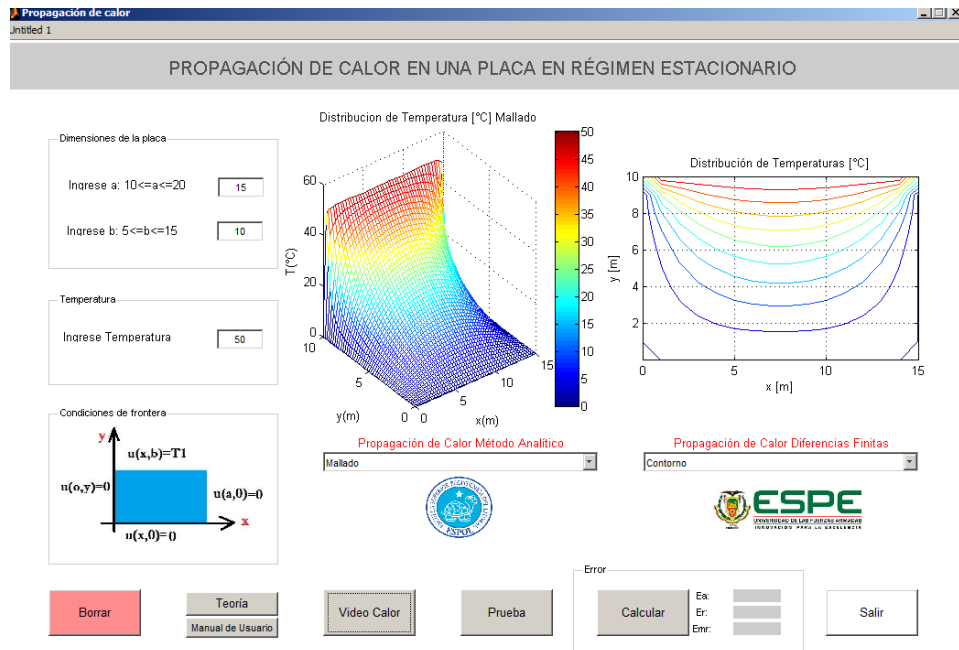 Propagación de calor
Untitled 1
PROPAGACIÓN DE CALOR EN UNA PLACA EN RÉGIMEN ESTACIONARIO
Dimensiones de la placa
Ingrese a: 10<=a<=20
15
Ingrese b: 5<=b<=15
10
Temperatura
Ingrese Temperatura
50
Condiciones de frontera
y
u(x,b)=T1
u(o,y)=0
u(a,0)=0
x
u(x,0)=0
Distribucion de Temperatura [°C] Mallado
60
40
20
0
T(°C)
10
5
0
y(m)
0
5
10
15
x(m)
50
45
40
35
30
25
20
15
10
5
0
Distribución de Temperaturas [°C]
10
8
6
4
2
y [m]
0
5
10
15
x [m]
Propagación de Calor Método Analítico
Mallado
Propagación de Calor Diferencias Finitas
Contorno
ESPOL
ESPE
UNIVERSIDAD DE LAS FUERZAS ARMADAS
INNOVACIÓN PARA LA EXCELENCIA
Borrar
Teoría
Manual de Usuario
Video Calor
Prueba
Error
Calcular
Ea:
Er:
Emr:
Salir